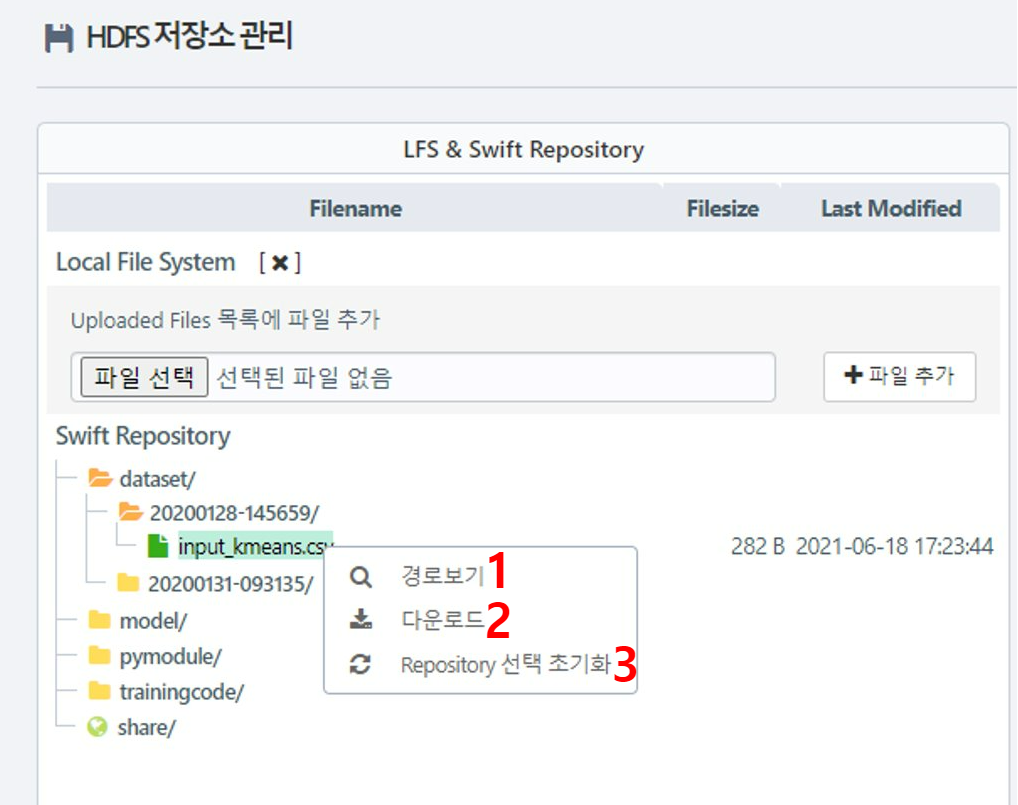 HDFS 저장소 관리
LFS & Swift Repository
Filename Filesize Last Modified
Local File System [ ✖ ]
Uploaded Files 목록에 파일 추가
파일 선택 선택된 파일 없음 + 파일 추가
Swift Repository
dataset/
20200128-145659/
input_kmeans.csv 282 B 2021-06-18 17:23:44
경로보기 1
20200131-093135/
다운로드 2
model/
Repository 선택 초기화 3
pymodule/
trainingcode/
share/